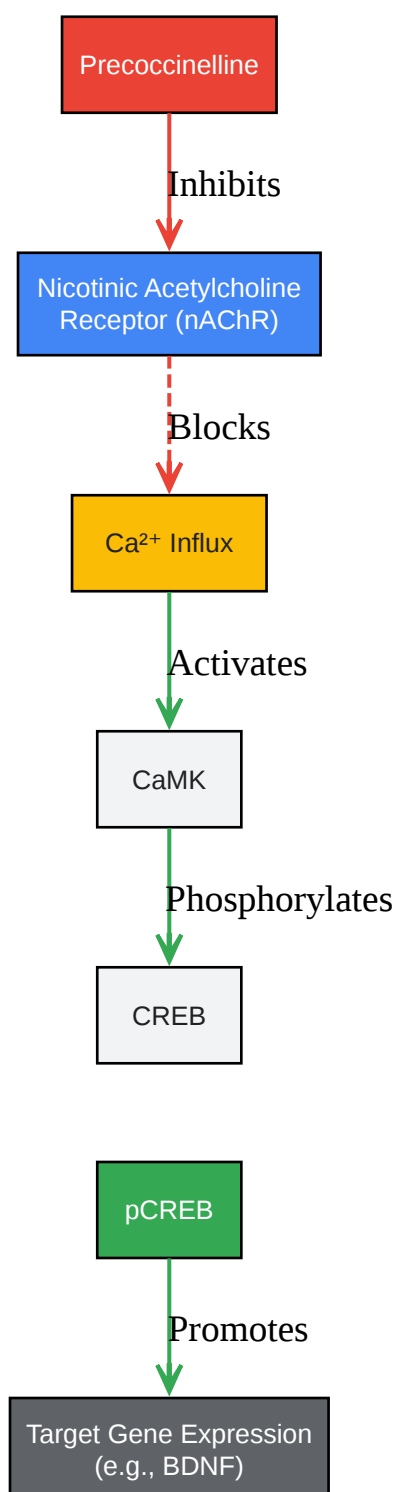 Precoccinelline
Inhibits
Nicotinic Acetylcholine
Receptor (nAChR)
Blocks
Ca²⁺ Influx
Activates
CaMK
Phosphorylates
CREB
pCREB
Promotes
Target Gene Expression
(e.g., BDNF)